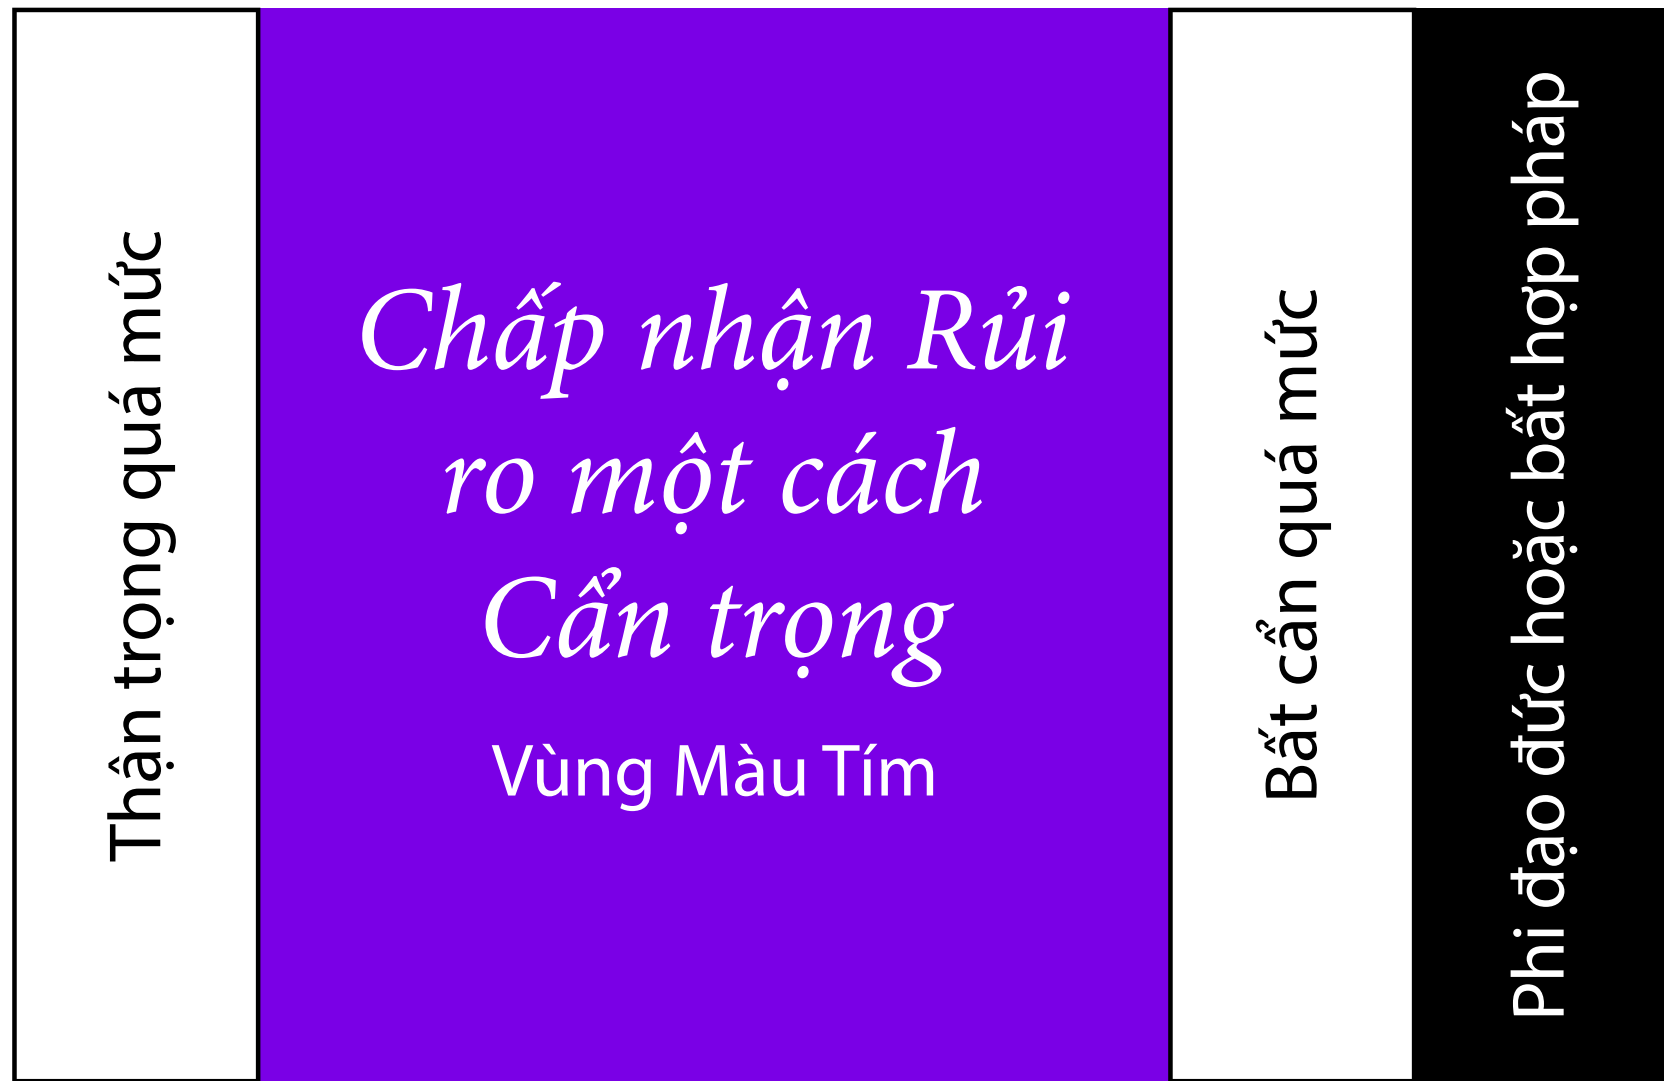 Thận trọng quá mức
Chấp nhận Rủi
ro một cách
Cẩn trọng
Vùng Màu Tím
Bất cẩn quá mức
Phi đạo đức hoặc bất hợp pháp